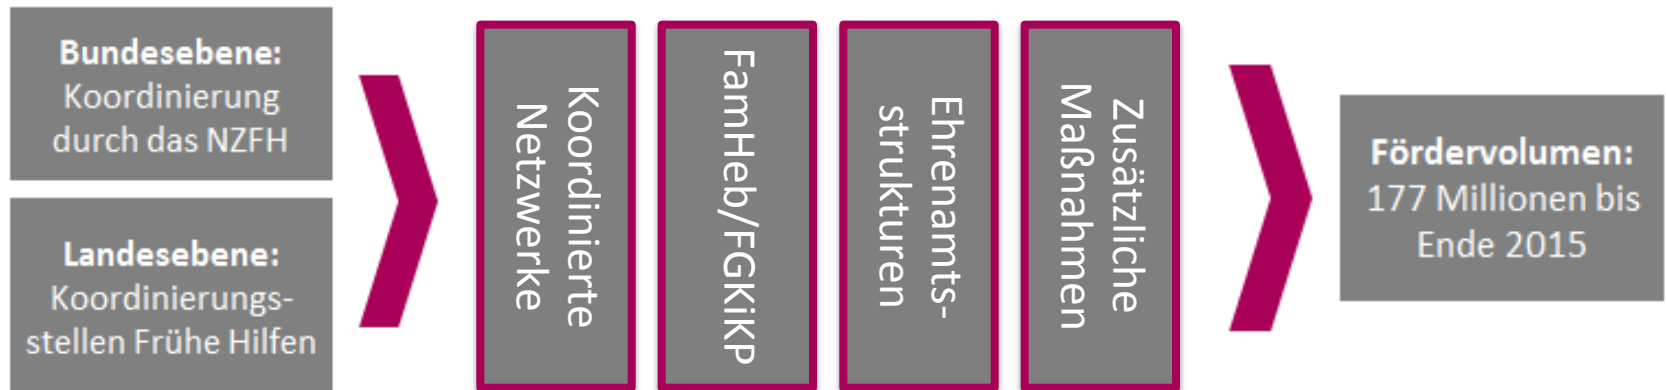 Bundesebene:
Koordinierung
durch das NZFH
Landesebene:
Koordinierungs-
stellen Frühe Hilfen
Koordinierte
Netzwerke
FamHeb/FGKiKP
Ehrenamts-
strukturen
Zusätzliche
Maßnahmen
Fördervolumen:
177 Millionen bis
Ende 2015